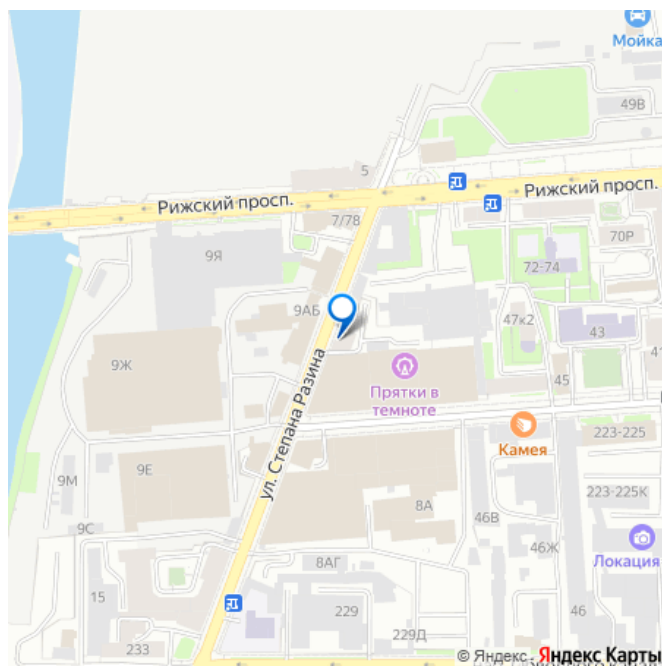 Мойка
49В
5
Рижский просп.
Рижский просп.
7/78
70Р
9Я
72-74
9АБ
47к2
43
ул. Степана Разина
9Ж
Прятки в
темноте
45
41
Камея
223-225
9Е
9М
8А
223-225К
46В
9С
46Ж
Локация
8АГ
15
229
46
229Д
233
© Яндекс
Яндекс Карты